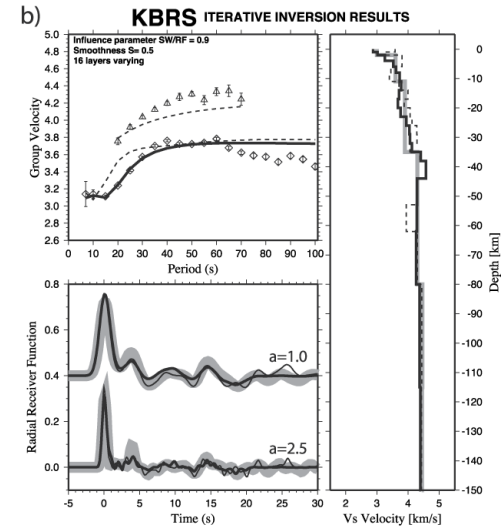 b)
KBRS ITERATIVE INVERSION RESULTS
Influence parameter SW/RF = 0.9
Smoothness S= 0.5
16 layers varying
Group Velocity
5.0
4.8
4.6
4.4
4.2
4.0
3.8
3.6
3.4
3.2
3.0
2.8
2.6
0 10 20 30 40 50 60 70 80 90 100
Period (s)
Radial Receiver Function
0.8
0.6
0.4
0.2
0.0
a=1.0
a=2.5
-5 0 5 10 15 20 25 30
Time (s)
0
-10
-20
-30
-40
-50
-60
-70
-80
-90
-100
-110
-120
-130
-140
-150
Depth [km]
2 3 4 5
Vs Velocity [km/s]